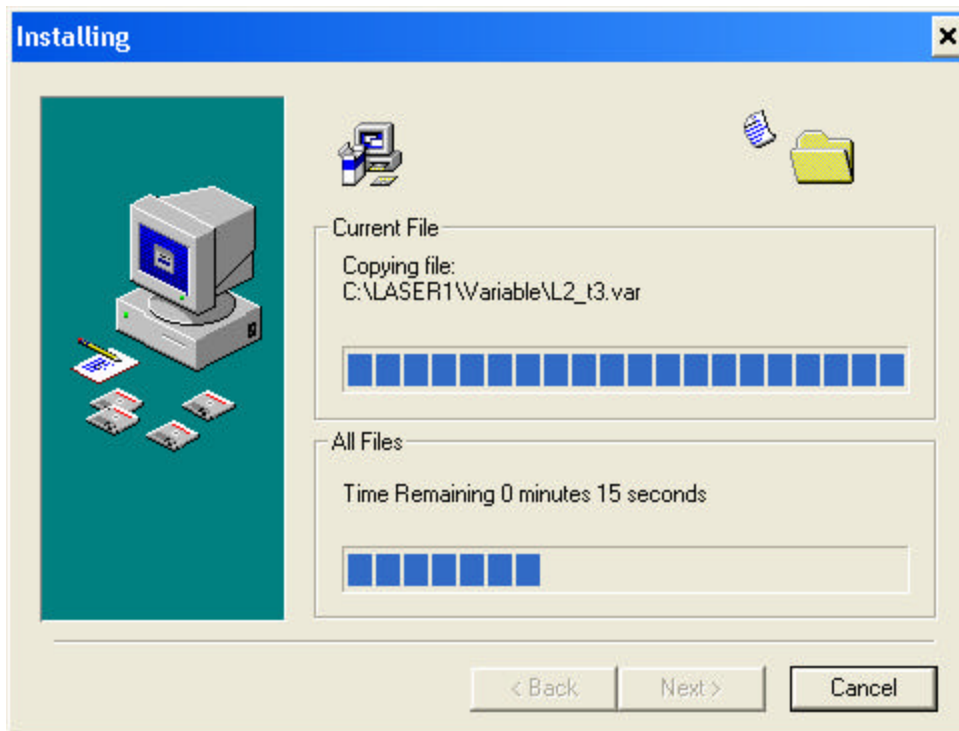 Installing
Current File
Copying file:
C:\LASER1\Variable\L2_t3.var
All Files
Time Remaining 0 minutes 15 seconds
< Back
Next >
Cancel